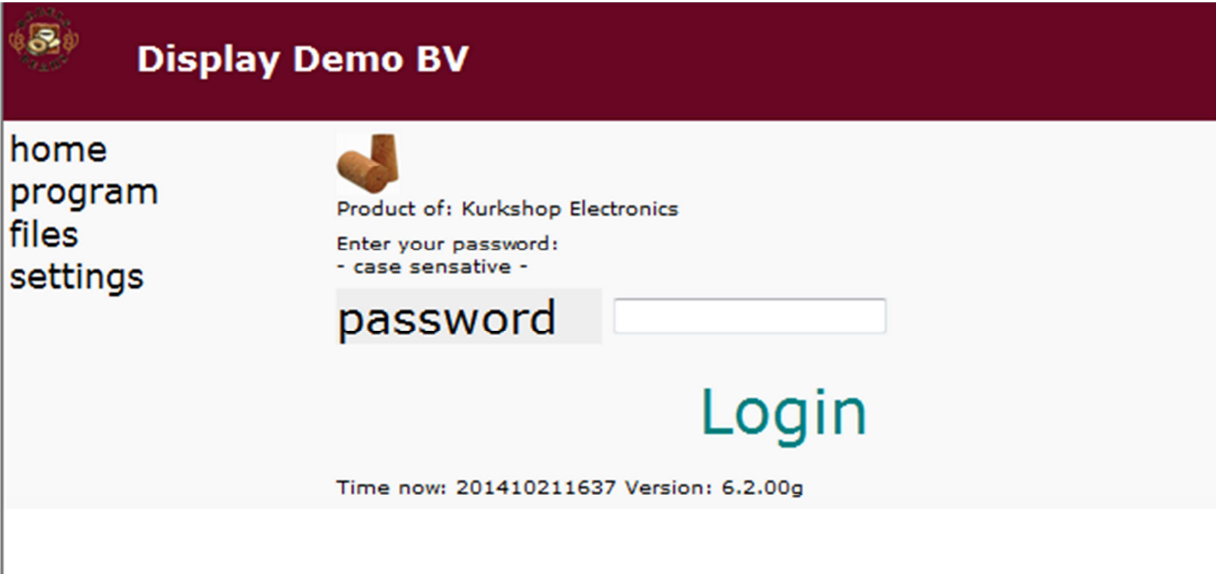 Display Demo BV
home
program
files
settings
Product of: Kurkshop Electronics
Enter your password:
- case sensative -
password
Login
Time now: 201410211637 Version: 6.2.00g